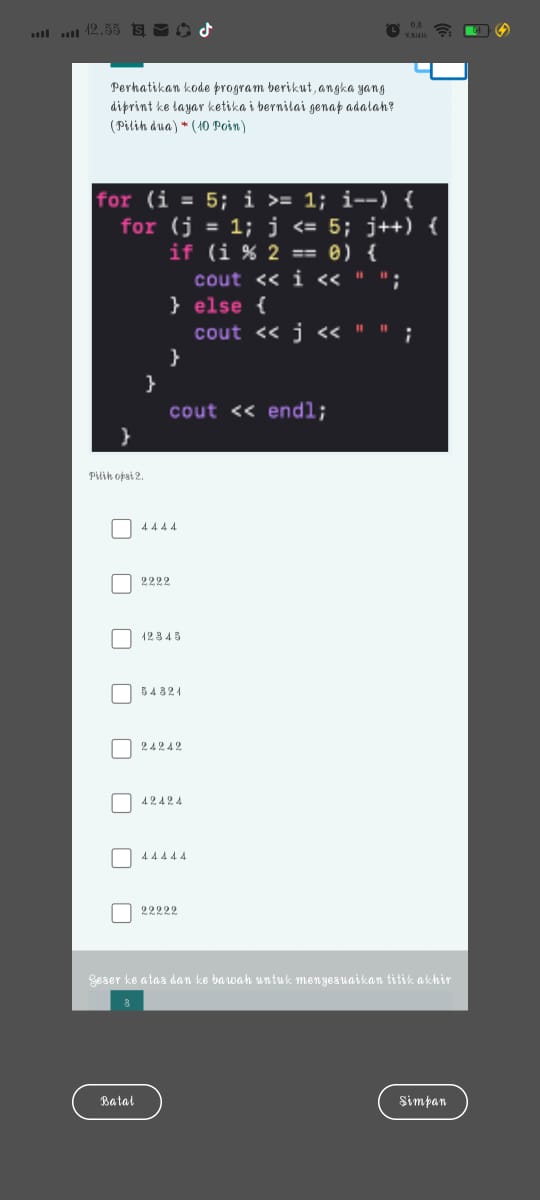 12.55
Perhatikan kode program berikut, angka yang
diprint ke layar ketika i bernilai genap adalah?
(Pilih dua) * (10 Poin)
for (i = 5; i >= 1; i--) {
for (j = 1; j <= 5; j++) {
if (i % 2 == 0) {
cout << i << " ";
} else {
cout << j << " " ;
}
}
cout << endl;
}
Pilih opsi 2.
4 4 4 4
2 2 2 2
1 2 3 4 5
5 4 3 2 1
2 4 2 4 2
4 2 4 2 4
4 4 4 4 4
2 2 2 2 2
Geser ke atas dan ke bawah untuk menyesuaikan titik akhir
3
Batal
Simpan